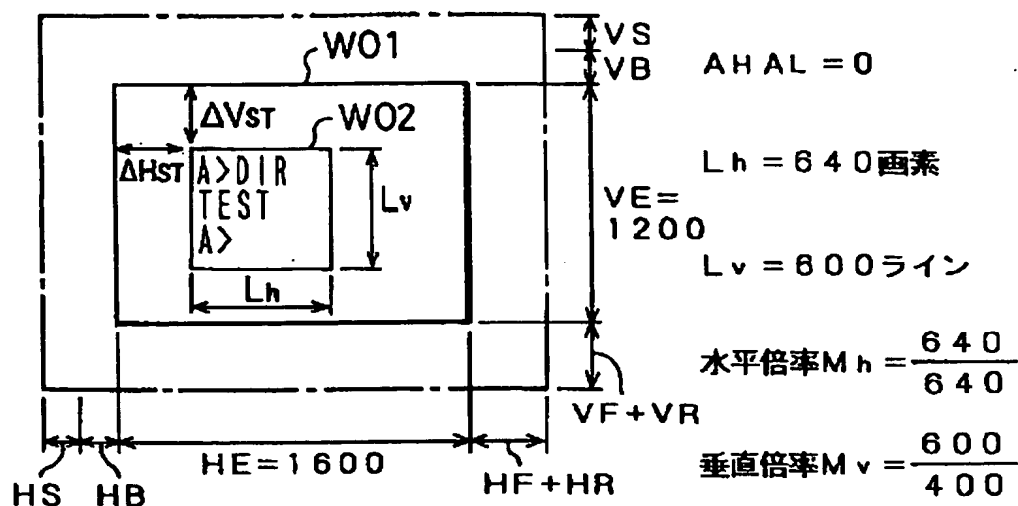 VS
VB
W01
AHAL=0
ΔVST
W02
ΔHST
A>DIR
TEST
A>
Lv
Lh=640画素
VE=
1200
Lh
Lv=600ライン
水平倍率Mh=640/640
VF+VR
HE=1600
HS
HB
HF+HR
垂直倍率Mv=600/400